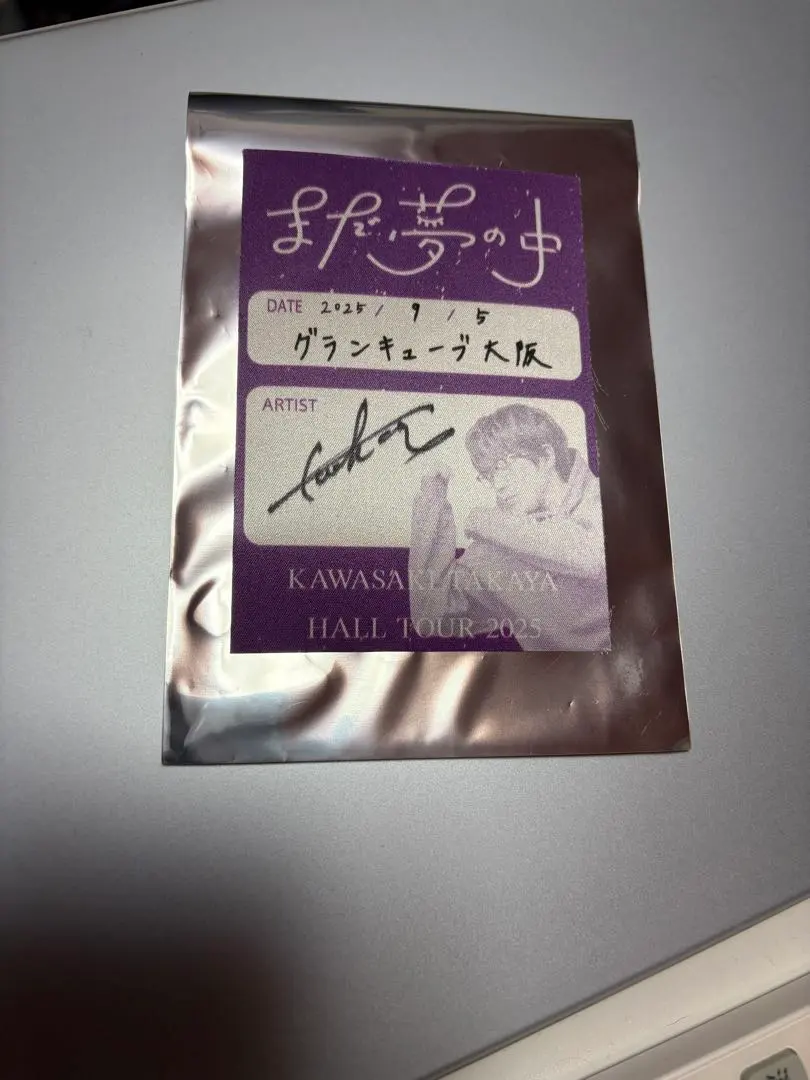 まだ夢の中
DATE 2025 / 9 / 5
グランキューブ大阪
ARTIST
KAWASAKI TAKAYA
HALL TOUR 2025